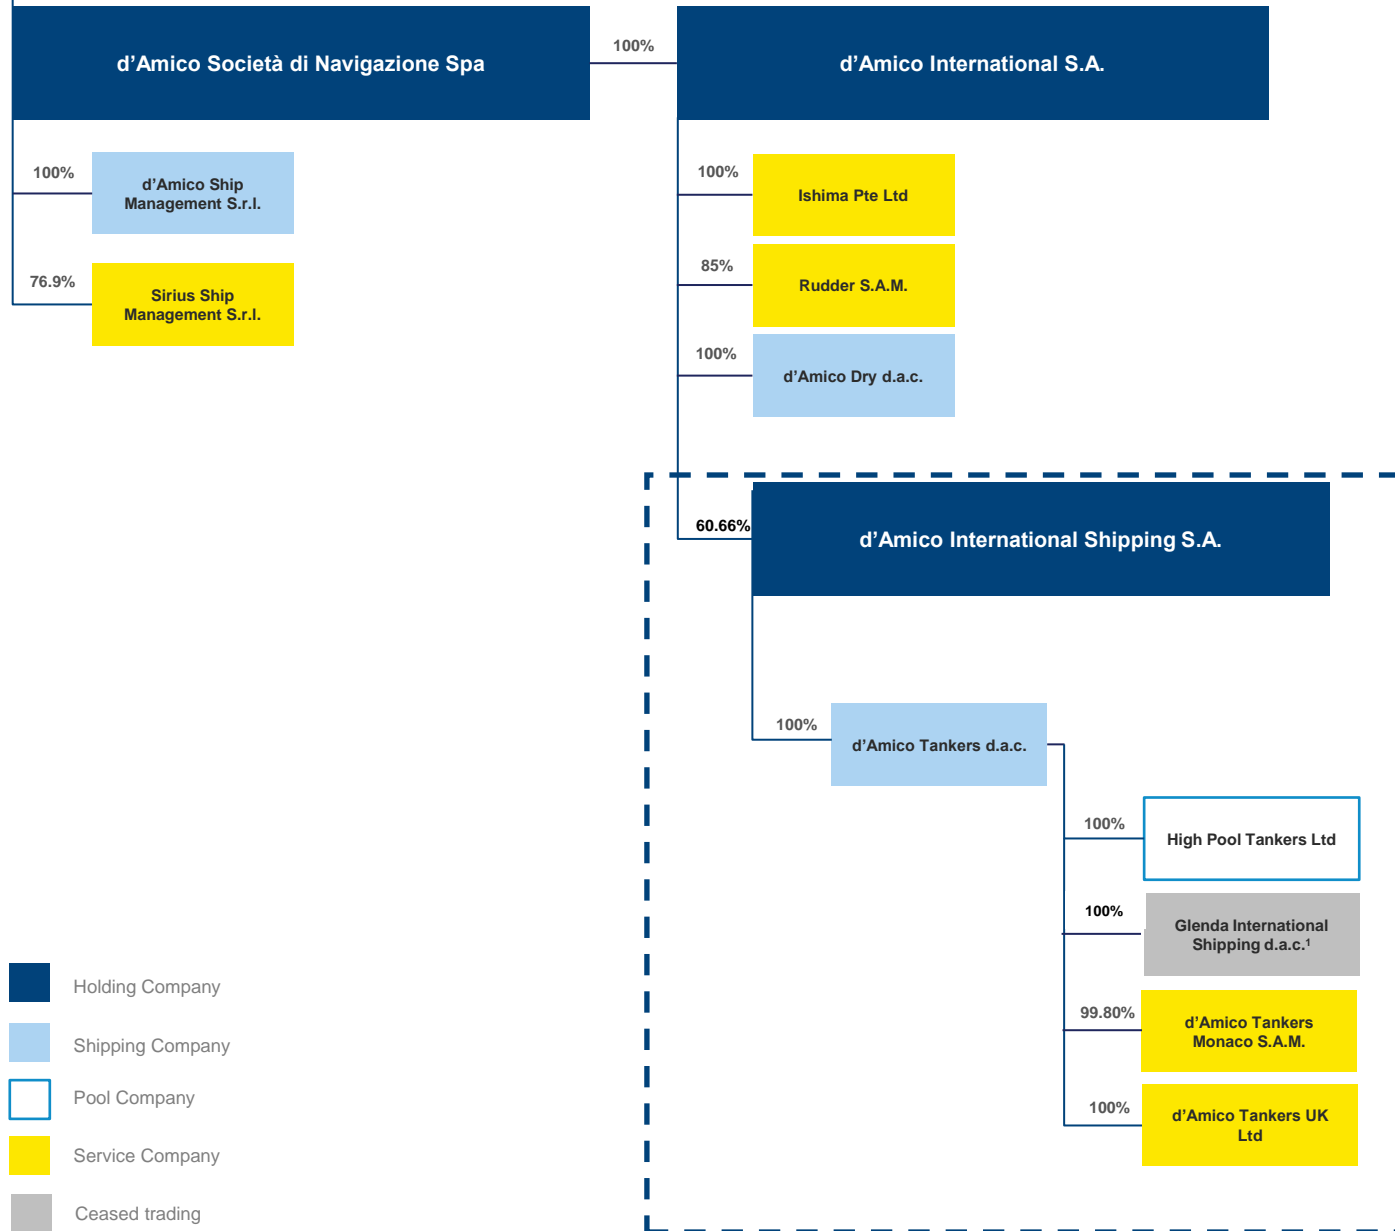 d’Amico Società di Navigazione Spa
100%
d’Amico International S.A.
100%
d’Amico Ship
Management S.r.l.
76.9%
Sirius Ship
Management S.r.l.
100%
Ishima Pte Ltd
85%
Rudder S.A.M.
100%
d’Amico Dry d.a.c.
60.66%
d’Amico International Shipping S.A.
100%
d’Amico Tankers d.a.c.
100%
High Pool Tankers Ltd
100%
Glenda International
Shipping d.a.c.¹
99.80%
d’Amico Tankers
Monaco S.A.M.
100%
d’Amico Tankers UK
Ltd
Holding Company
Shipping Company
Pool Company
Service Company
Ceased trading